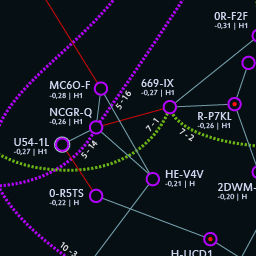 0R-F2F
-0,31 | H1
MC6O-F
-0,28 | H1
669-IX
-0,27 | H1
5 - 16
NCGR-Q
-0,26 | H1
R-P7KL
-0,26 | H1
7 - 1
7 - 2
U54-1L
-0,27 | H1
5 - 14
HE-V4V
-0,21 | H
0-R5TS
-0,22 | H
2DWM-
-0,20 | H
10 - 3
H-UCD1